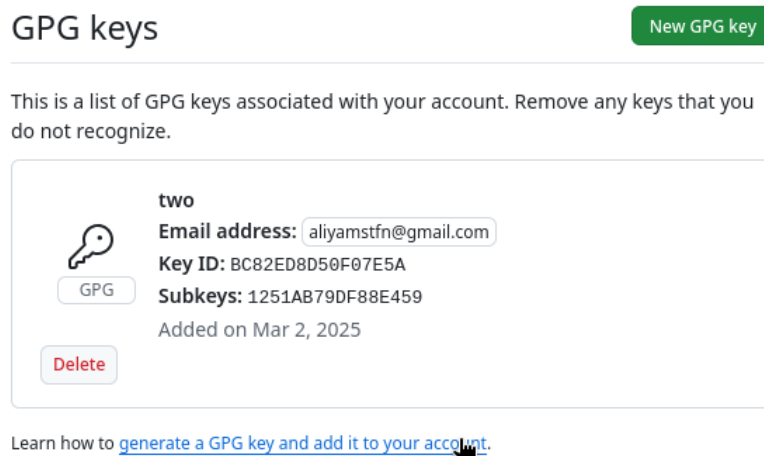 GPG keys
New GPG key
This is a list of GPG keys associated with your account. Remove any keys that you
do not recognize.
two
Email address: aliyamstfn@gmail.com
Key ID: BC82ED8D50F07E5A
GPG
Subkeys: 1251AB79DF88E459
Added on Mar 2, 2025
Delete
Learn how to generate a GPG key and add it to your account.